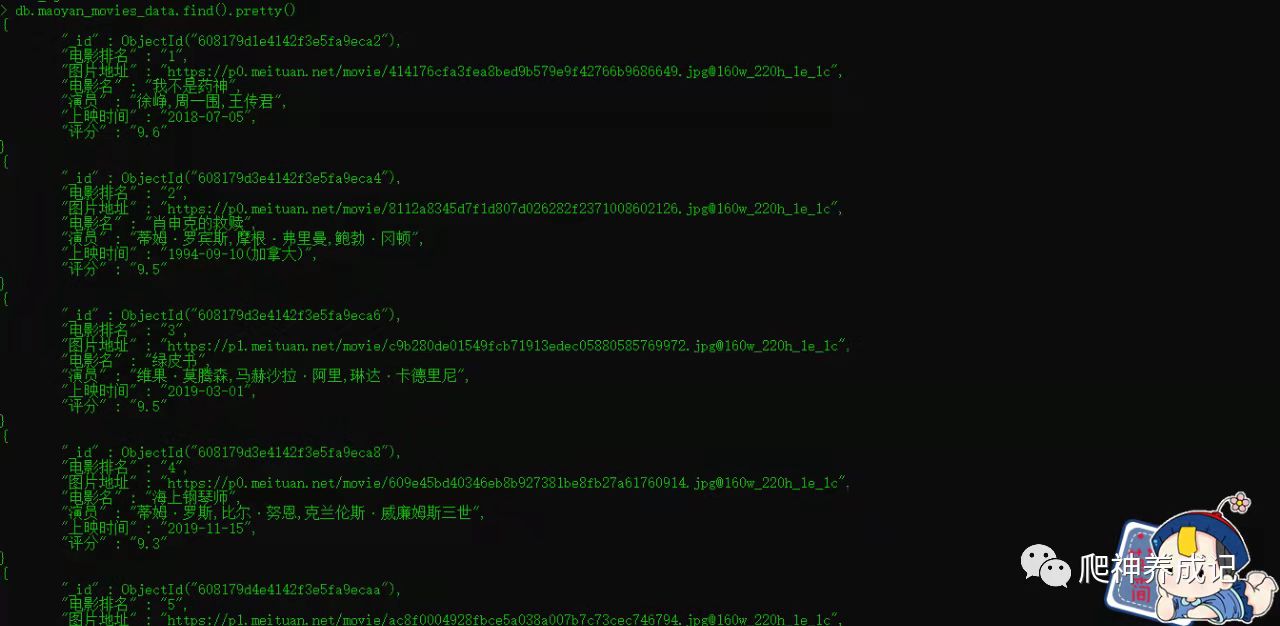 > db.maoyan_movies_data.find().pretty()
{
"_id" : ObjectId("608179d1e4142f3e5fa9eca2"),
"电影排名" : "1",
"图片地址" : "https://p0.meituan.net/movie/414176cfa3fea8bed9b579e9f42766b9686649.jpg@160w_220h_1e_1c",
"电影名" : "我不是药神",
"演员" : "徐峥,周一围,王传君",
"上映时间" : "2018-07-05",
"评分" : "9.6"
}
{
"_id" : ObjectId("608179d3e4142f3e5fa9eca4"),
"电影排名" : "2",
"图片地址" : "https://p0.meituan.net/movie/8112a8345d7f1d807d026282f2371008602126.jpg@160w_220h_1e_1c",
"电影名" : "肖申克的救赎",
"演员" : "蒂姆·罗宾斯,摩根·弗里曼,鲍勃·冈顿",
"上映时间" : "1994-09-10(加拿大)",
"评分" : "9.5"
}
{
"_id" : ObjectId("608179d3e4142f3e5fa9eca6"),
"电影排名" : "3",
"图片地址" : "https://p1.meituan.net/movie/c9b280de01549fcb71913edec05880585769972.jpg@160w_220h_1e_1c",
"电影名" : "绿皮书",
"演员" : "维果·莫腾森,马赫沙拉·阿里,琳达·卡德里尼",
"上映时间" : "2019-03-01",
"评分" : "9.5"
}
{
"_id" : ObjectId("608179d3e4142f3e5fa9eca8"),
"电影排名" : "4",
"图片地址" : "https://p0.meituan.net/movie/609e45bd40346eb8b927381be8fb27a61760914.jpg@160w_220h_1e_1c",
"电影名" : "海上钢琴师",
"演员" : "蒂姆·罗斯,比尔·努恩,克兰伦斯·威廉姆斯三世",
"上映时间" : "2019-11-15",
"评分" : "9.3"
}
{
"_id" : ObjectId("608179d4e4142f3e5fa9ecaa"),
"电影排名" : "5",
"图片地址" : "https://p1.meituan.net/movie/ac8f0004928fbce5a038a007b7c73cec746794.jpg@160w_220h_1e_1c",
爬神养成记